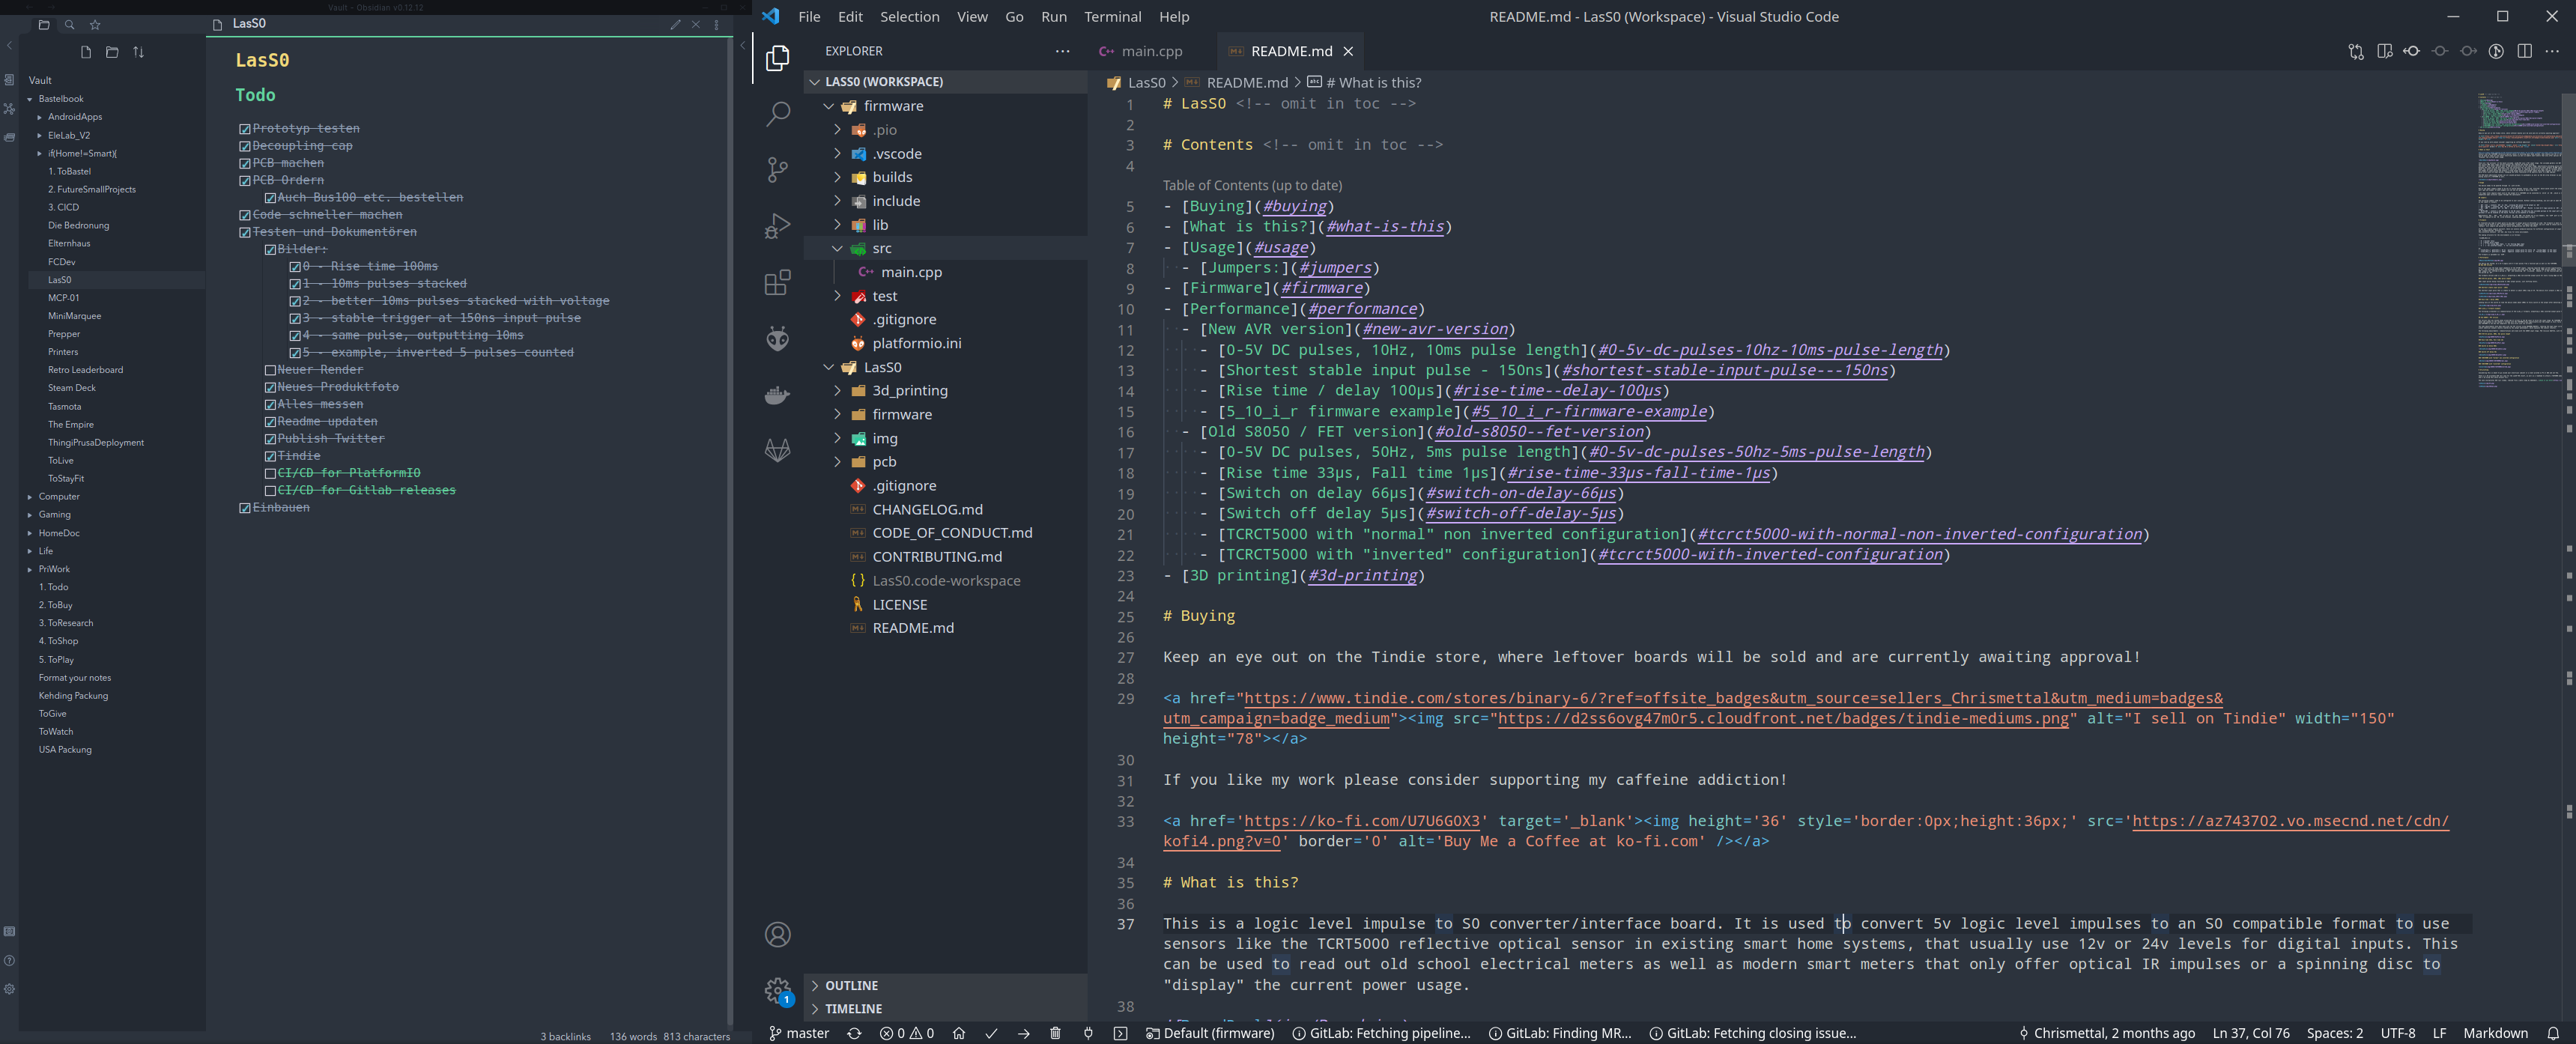 Vault - Obsidian v0.12.12
LasS0
Vault
Bastelbook
AndroidApps
EleLab_V2
if(Home!=Smart){
1. ToBastel
2. FutureSmallProjects
3. CICD
Die Bedronung
Elternhaus
FCDev
LasS0
MCP-01
MiniMarquee
Prepper
Printers
Retro Leaderboard
Steam Deck
Tasmota
The Empire
ThingiPrusaDeployment
ToLive
ToStayFit
Computer
Gaming
HomeDoc
Life
PriWork
1. Todo
2. ToBuy
3. ToResearch
4. ToShop
5. ToPlay
Format your notes
Kehding Packung
ToGive
ToWatch
USA Packung
LasS0
Todo
Prototyp testen
Decoupling cap
PCB machen
PCB Ordern
Auch Bus100 etc. bestellen
Code schneller machen
Testen und Dokumentören
Bilder:
0 - Rise time 100ms
1 - 10ms pulses stacked
2 - better 10ms pulses stacked with voltage
3 - stable trigger at 150ns input pulse
4 - same pulse, outputting 10ms
5 - example, inverted 5 pulses counted
Neuer Render
Neues Produktfoto
Alles messen
Readme updaten
Publish Twitter
Tindie
CI/CD for PlatformIO
CI/CD for Gitlab releases
Einbauen
3 backlinks 136 words 813 characters
File Edit Selection View Go Run Terminal Help
README.md - LasS0 (Workspace) - Visual Studio Code
EXPLORER
LASS0 (WORKSPACE)
firmware
.pio
.vscode
builds
include
lib
src
main.cpp
test
.gitignore
platformio.ini
LasS0
3d_printing
firmware
img
pcb
.gitignore
CHANGELOG.md
CODE_OF_CONDUCT.md
CONTRIBUTING.md
LasS0.code-workspace
LICENSE
README.md
OUTLINE
TIMELINE
main.cpp README.md
LasS0 > README.md > # What is this?
1 # LasS0 <!-- omit in toc -->
2
3 # Contents <!-- omit in toc -->
4
Table of Contents (up to date)
5 - [Buying](#buying)
6 - [What is this?](#what-is-this)
7 - [Usage](#usage)
8 - [Jumpers:](#jumpers)
9 - [Firmware](#firmware)
10 - [Performance](#performance)
11 - [New AVR version](#new-avr-version)
12 - [0-5V DC pulses, 10Hz, 10ms pulse length](#0-5v-dc-pulses-10hz-10ms-pulse-length)
13 - [Shortest stable input pulse - 150ns](#shortest-stable-input-pulse---150ns)
14 - [Rise time / delay 100µs](#rise-time--delay-100µs)
15 - [5_10_i_r firmware example](#5_10_i_r-firmware-example)
16 - [Old S8050 / FET version](#old-s8050--fet-version)
17 - [0-5V DC pulses, 50Hz, 5ms pulse length](#0-5v-dc-pulses-50hz-5ms-pulse-length)
18 - [Rise time 33µs, Fall time 1µs](#rise-time-33µs-fall-time-1µs)
19 - [Switch on delay 66µs](#switch-on-delay-66µs)
20 - [Switch off delay 5µs](#switch-off-delay-5µs)
21 - [TCRCT5000 with "normal" non inverted configuration](#tcrct5000-with-normal-non-inverted-configuration)
22 - [TCRCT5000 with "inverted" configuration](#tcrct5000-with-inverted-configuration)
23 - [3D printing](#3d-printing)
24
25 # Buying
26
27 Keep an eye out on the Tindie store, where leftover boards will be sold and are currently awaiting approval!
28
29 <a href="https://www.tindie.com/stores/binary-6/?ref=offsite_badges&utm_source=sellers_Chrismettal&utm_medium=badges&
utm_campaign=badge_medium"><img src="https://d2ss6ovg47m0r5.cloudfront.net/badges/tindie-mediums.png" alt="I sell on Tindie" width="150"
height="78"></a>
30
31 If you like my work please consider supporting my caffeine addiction!
32
33 <a href='https://ko-fi.com/U7U6G0X3' target='_blank'><img height='36' style='border:0px;height:36px;' src='https://az743702.vo.msecnd.net/cdn/
kofi4.png?v=0' border='0' alt='Buy Me a Coffee at ko-fi.com' /></a>
34
35 # What is this?
36
37 This is a logic level impulse to S0 converter/interface board. It is used to convert 5v logic level impulses to an S0 compatible format to use
sensors like the TCRT5000 reflective optical sensor in existing smart home systems, that usually use 12v or 24v levels for digital inputs. This
can be used to read out old school electrical meters as well as modern smart meters that only offer optical IR impulses or a spinning disc to
"display" the current power usage.
38
1
master 0 0 Default (firmware) GitLab: Fetching pipeline... GitLab: Finding MR... GitLab: Fetching closing issue... Chrismettal, 2 months ago Ln 37, Col 76 Spaces: 2 UTF-8 LF Markdown